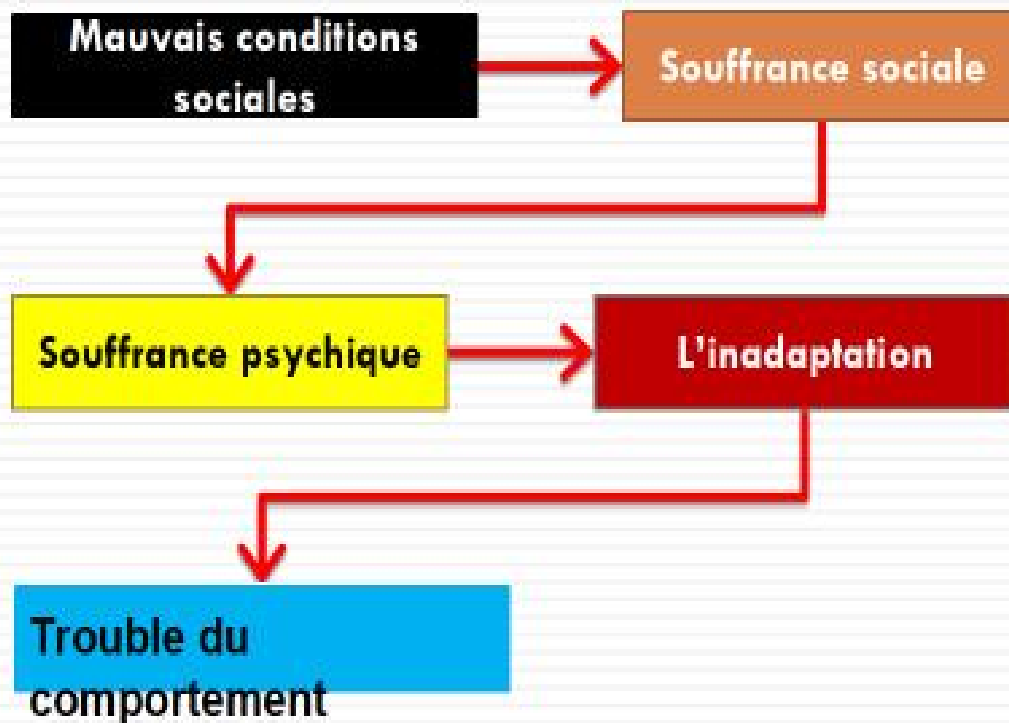 Mauvais conditions
sociales
Souffrance sociale
Souffrance psychique
L'inadaptation
Trouble du
comportement